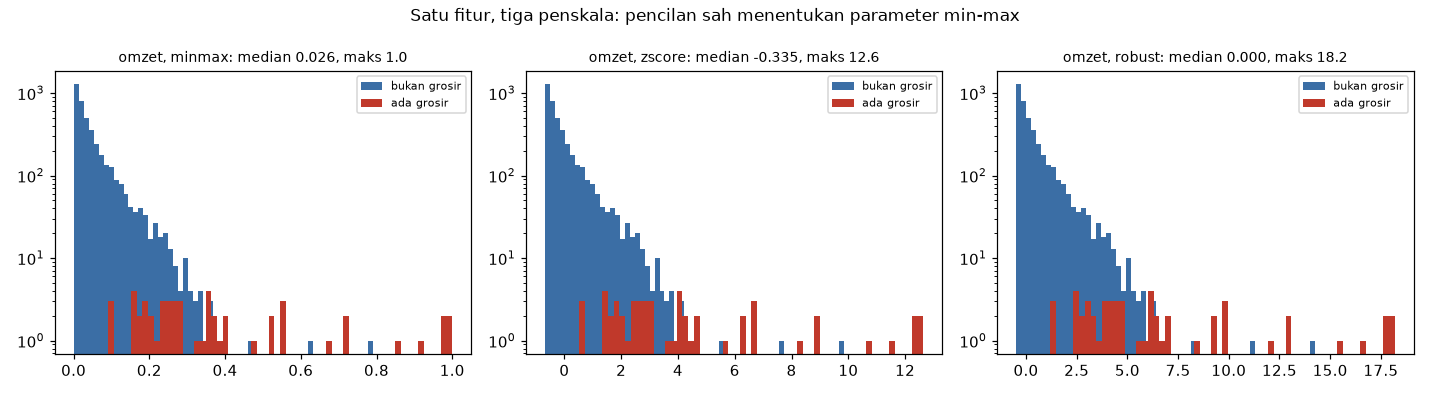 Satu fitur, tiga penskala: pencilan sah menentukan parameter min-max
omzet, minmax: median 0.026, maks 1.0
bukan grosir
ada grosir
10³
10²
10¹
10⁰
0.0 0.2 0.4 0.6 0.8 1.0
omzet, zscore: median -0.335, maks 12.6
bukan grosir
ada grosir
10³
10²
10¹
10⁰
0 2 4 6 8 10 12
omzet, robust: median 0.000, maks 18.2
bukan grosir
ada grosir
10³
10²
10¹
10⁰
0.0 2.5 5.0 7.5 10.0 12.5 15.0 17.5